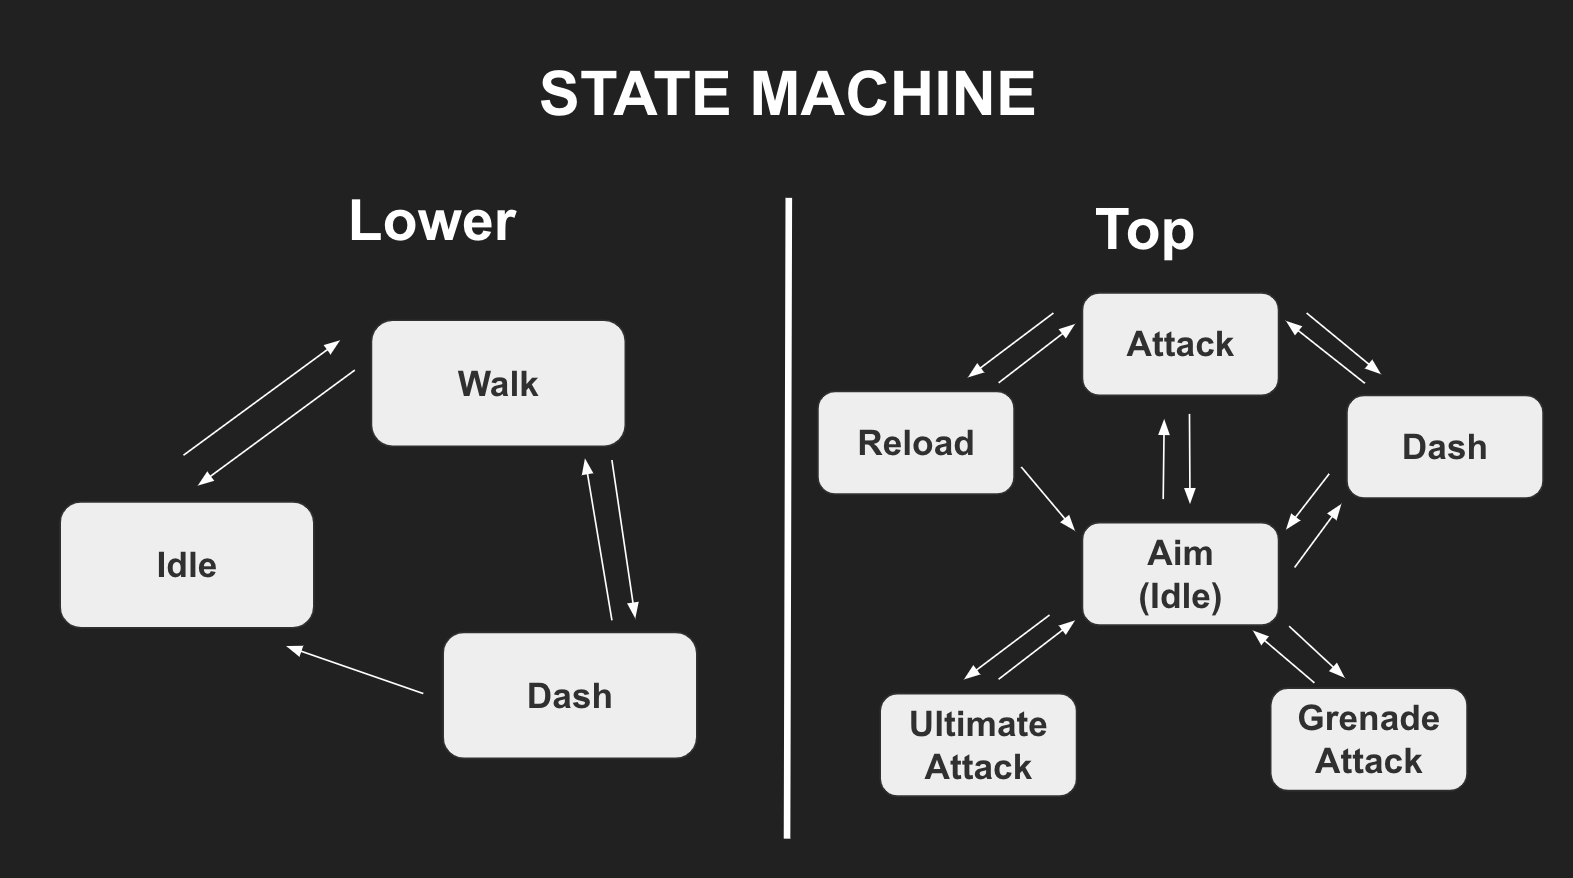 STATE MACHINE
Lower
Walk
Idle
Dash
Top
Attack
Reload
Dash
Aim
(Idle)
Ultimate
Attack
Grenade
Attack